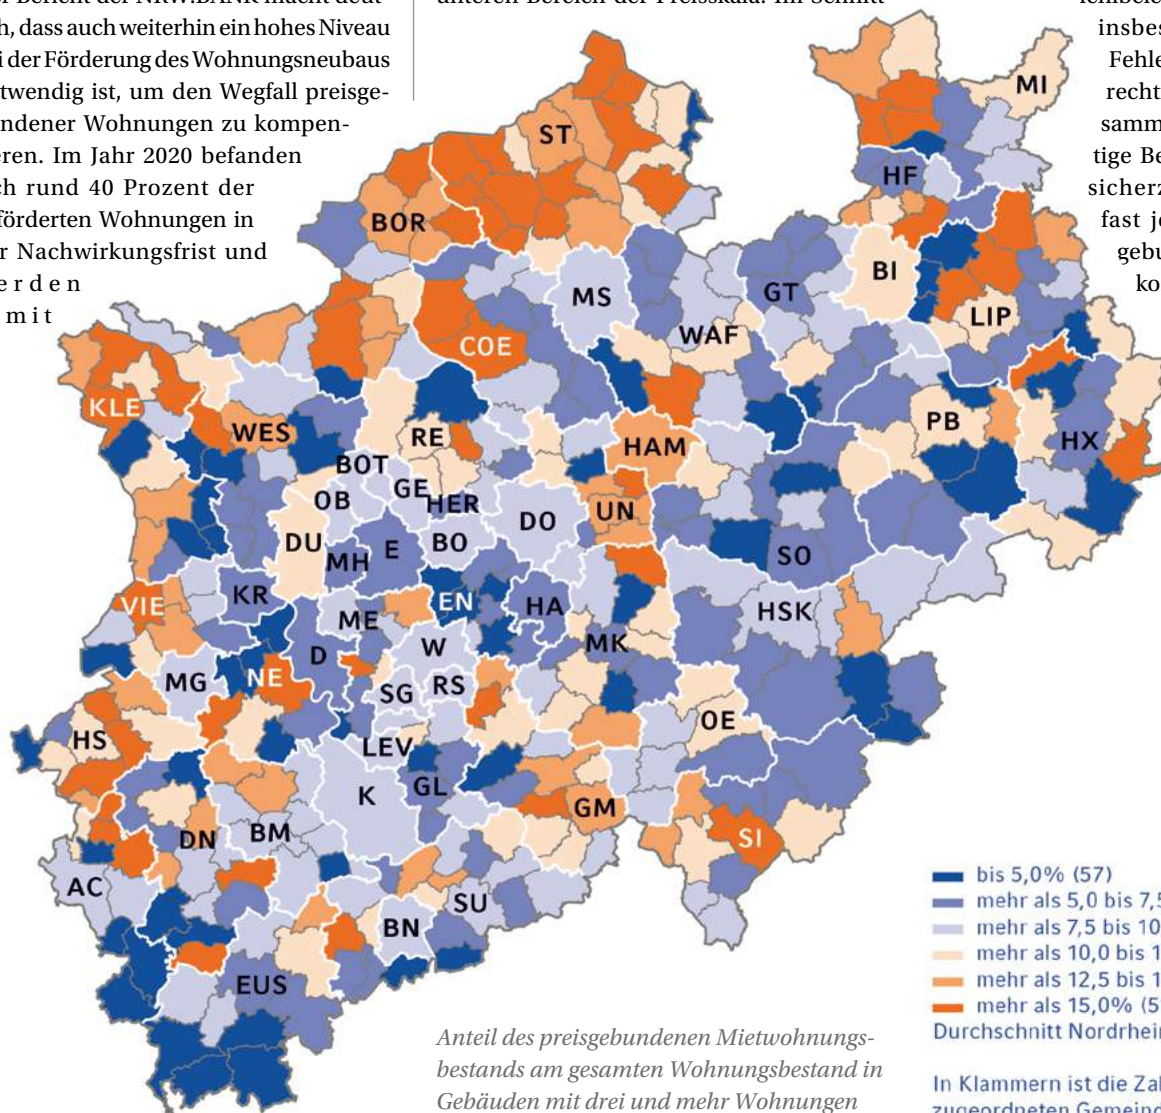 h, dass auch weiterhin ein hohes Niveau
i der Förderung des Wohnungsneubaus
twendig ist, um den Wegfall preisge-
ndener Wohnungen zu kompen-
eren. Im Jahr 2020 befanden
ch rund 40 Prozent der
förderten Wohnungen in
r Nachwirkungsfrist und
erden
mit
insbes
Fehle
recht
samm
tige Be
sicherz
fast je
gebu
ko
MI
ST
HF
BOR
BI
MS
GT
LIP
WAF
COE
KLE
WES
RE
HAM
PB
HX
BOT
OB
GE
HER
UN
DO
DU
MH
E
BO
SO
VIE
KR
EN
HA
ME
HSK
W
MK
D
MG
NE
SG
RS
HS
OE
LEV
K
GL
GM
DN
BM
SI
AC
SU
BN
EUS
Anteil des preisgebundenen Mietwohnungs-
bestands am gesamten Wohnungsbestand in
Gebäuden mit drei und mehr Wohnungen
bis 5,0% (57)
mehr als 5,0 bis 7,5
mehr als 7,5 bis 10
mehr als 10,0 bis 1
mehr als 12,5 bis 1
mehr als 15,0% (5
Durchschnitt Nordrhei
In Klammern ist die Zal